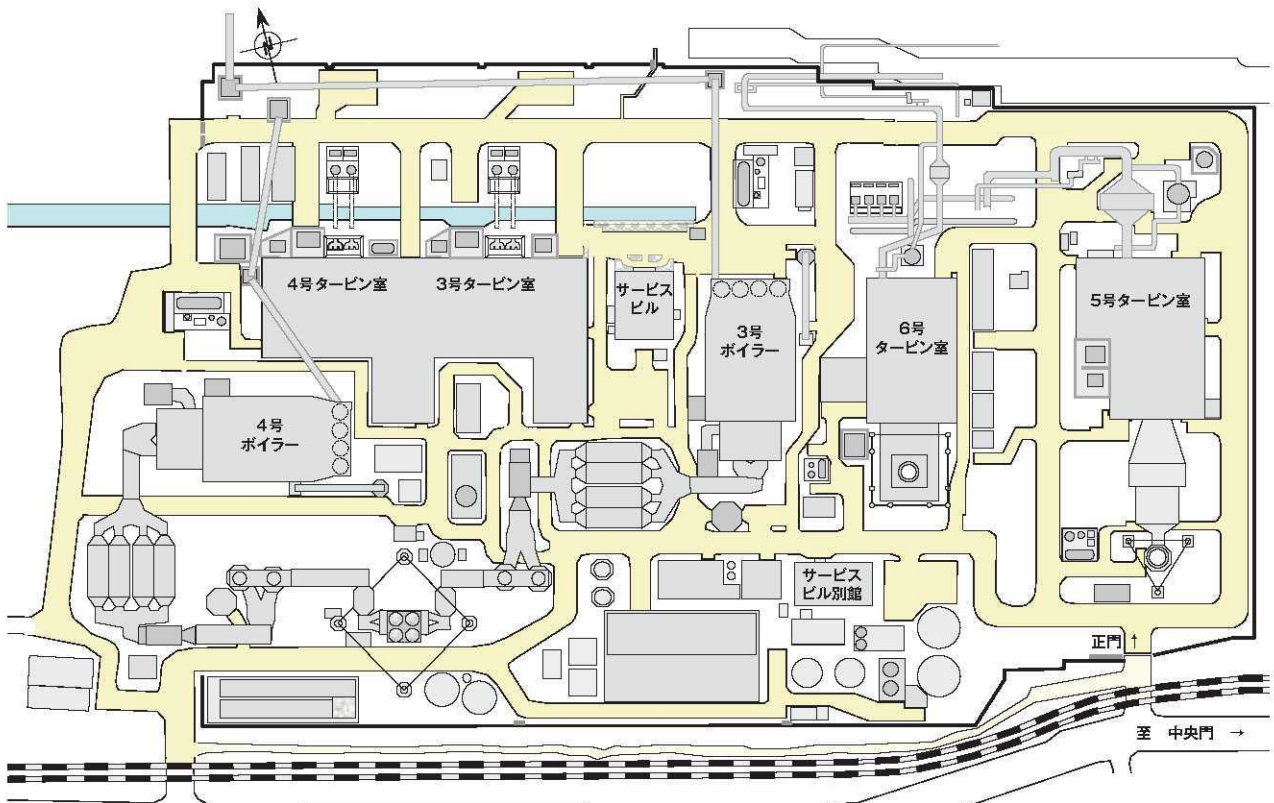 N
4号タービン室
3号タービン室
サービス
ビル
3号
ボイラー
6号
タービン室
5号タービン室
4号
ボイラー
サービス
ビル別館
正門 ↑
至 中央門 →